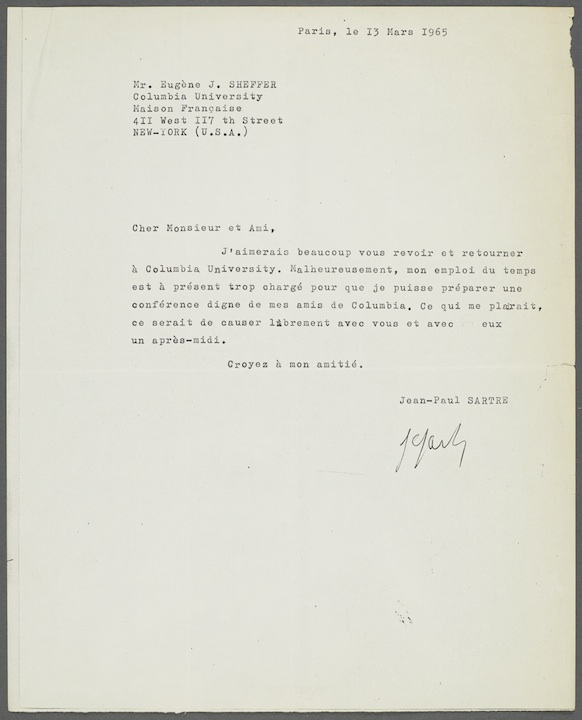 Paris, le I3 Mars I965
Mr. Eugène J. SHEFFER
Columbia University
Maison Française
4II West II7 th Street
NEW-YORK (U.S.A.)
Cher Monsieur et Ami,
J'aimerais beaucoup vous revoir et retourner
à Columbia University. Malheureusement, mon emploi du temps
est à présent trop chargé pour que je puisse préparer une
conférence digne de mes amis de Columbia. Ce qui me plairait,
ce serait de causer librement avec vous et avec eux
un après-midi.
Croyez à mon amitié.
Jean-Paul SARTRE